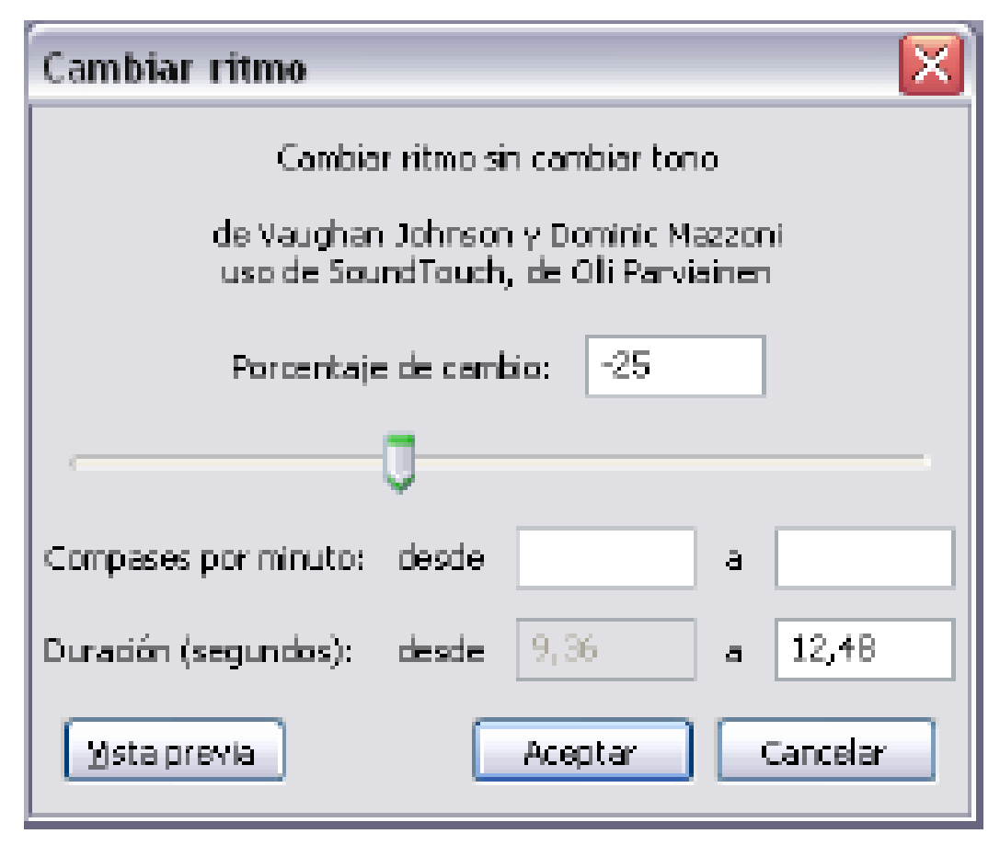 Cambiar ritmo
Cambiar ritmo sin cambiar tono
de Vaughan Johnson y Dominic Mazzoni
uso de SoundTouch, de Olli Parviainen
Porcentaje de cambio: -25
Compases por minuto: desde a
Duración (segundos): desde 9,36 a 12,48
Vista previa Aceptar Cancelar